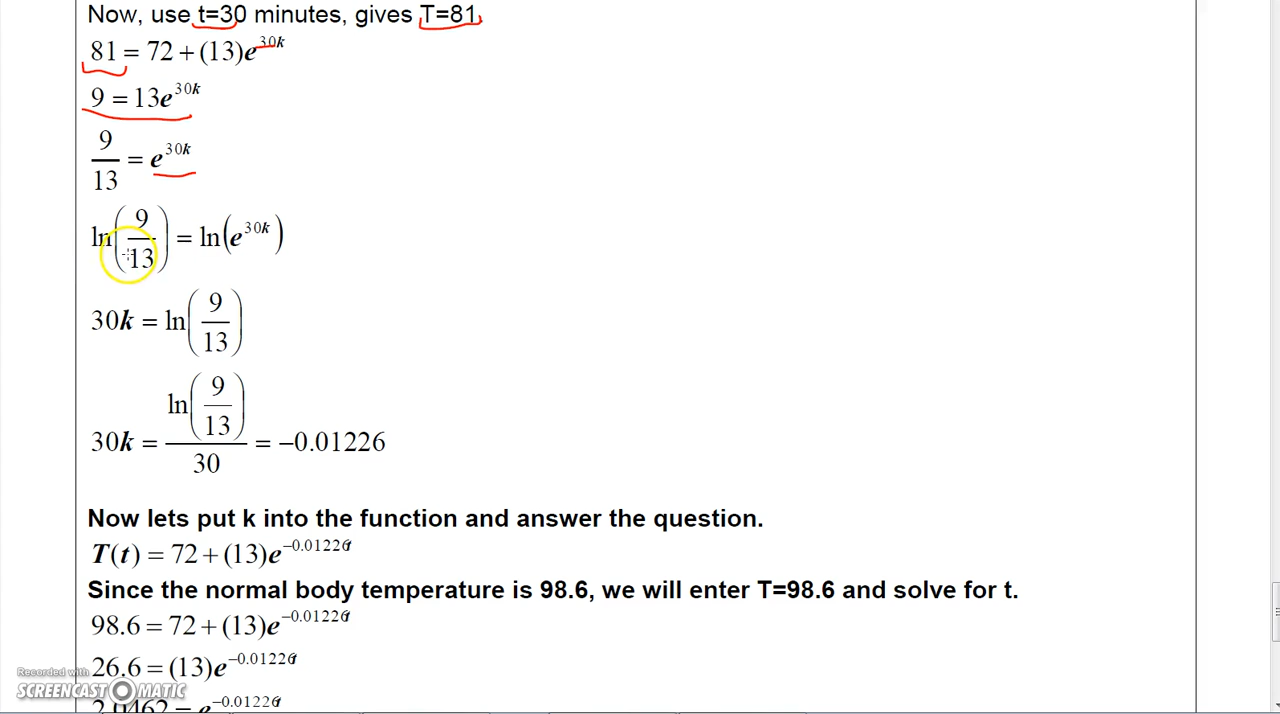 Now, use t=30 minutes, gives T=81.
81 = 72 + (13)e^{30k}
9 = 13e^{30k}
9/13 = e^{30k}
ln(9/13) = ln(e^{30k})
30k = ln(9/13)
30k = ln(9/13)/30 = −0.01226
Now lets put k into the function and answer the question.
T(t) = 72 + (13)e^{−0.01226t}
Since the normal body temperature is 98.6, we will enter T=98.6 and solve for t.
98.6 = 72 + (13)e^{−0.01226t}
26.6 = (13)e^{−0.01226t}
2.0462 = e^{−0.01226t}
Recorded with
SCREENCAST O MATIC